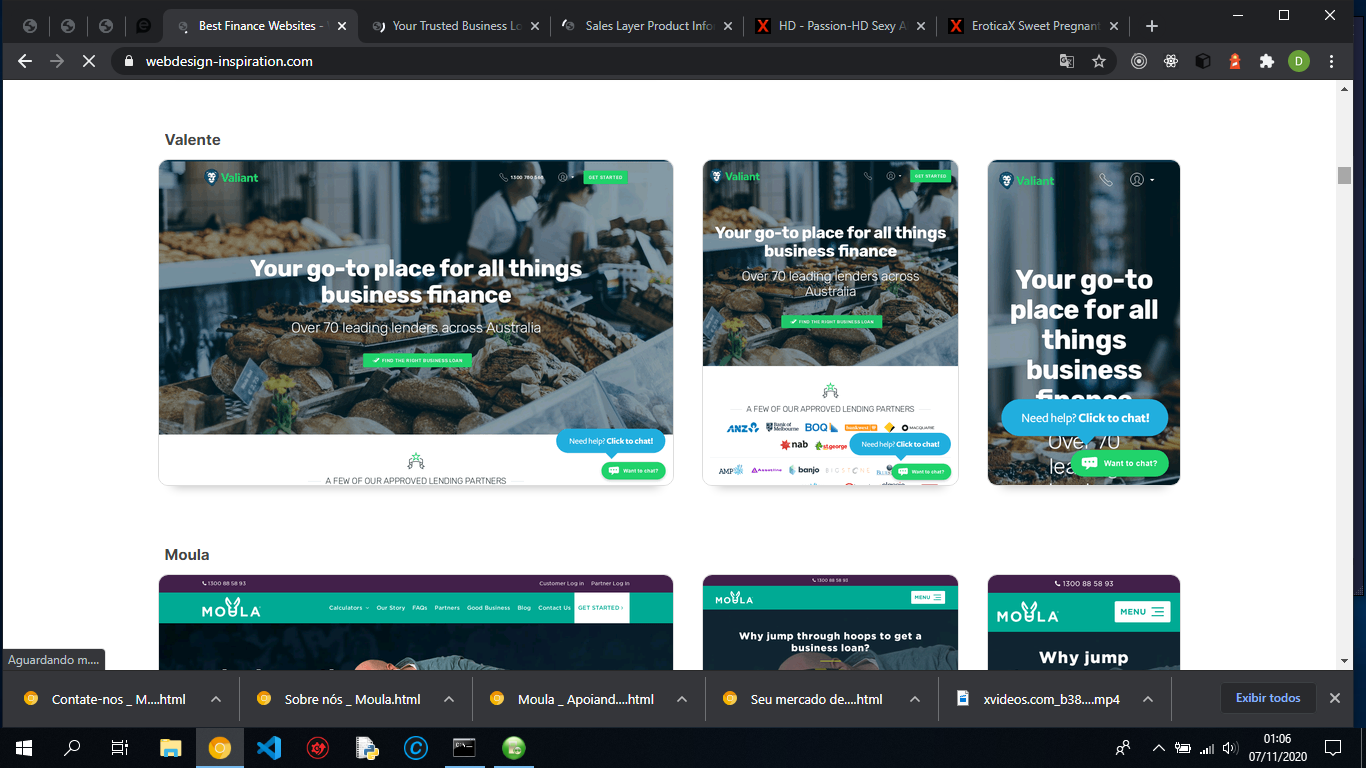 Best Finance Websites -
Your Trusted Business Lo
Sales Layer Product Infor
HD - Passion-HD Sexy A
EroticaX Sweet Pregnant
webdesign-inspiration.com
D
Valente
Valiant
1300 780 568
GET STARTED
Your go-to place for all things
business finance
Over 70 leading lenders across Australia
FIND THE RIGHT BUSINESS LOAN
A FEW OF OUR APPROVED LENDING PARTNERS
Need help? Click to chat!
Want to chat?
Valiant
GET STARTED
Your go-to place for all things
business finance
Over 70 leading lenders across
Australia
FIND THE RIGHT BUSINESS LOAN
A FEW OF OUR APPROVED LENDING PARTNERS
ANZ
Bank of
Melbourne
BOQ
MACQUARIE
nab
st.george
Need help? Click to chat!
AMP
banjo
BIGSTONE
Want to chat?
Valiant
Your go-to
place for all
things
business
finance
Need help? Click to chat!
Over 70
Want to chat?
Moula
1300 88 58 93
Customer Log in
Partner Log In
MOULA
Calculators
Our Story
FAQs
Partners
Good Business
Blog
Contact Us
GET STARTED ›
1300 88 58 93
MOULA
MENU
Why jump through hoops to get a
business loan?
1300 88 58 93
MOULA
MENU
Why jump
Aguardando m....
Contate-nos _ M....html
Sobre nós _ Moula.html
Moula _ Apoiand....html
Seu mercado de....html
xvideos.com_b38....mp4
Exibir todos
01:06
07/11/2020